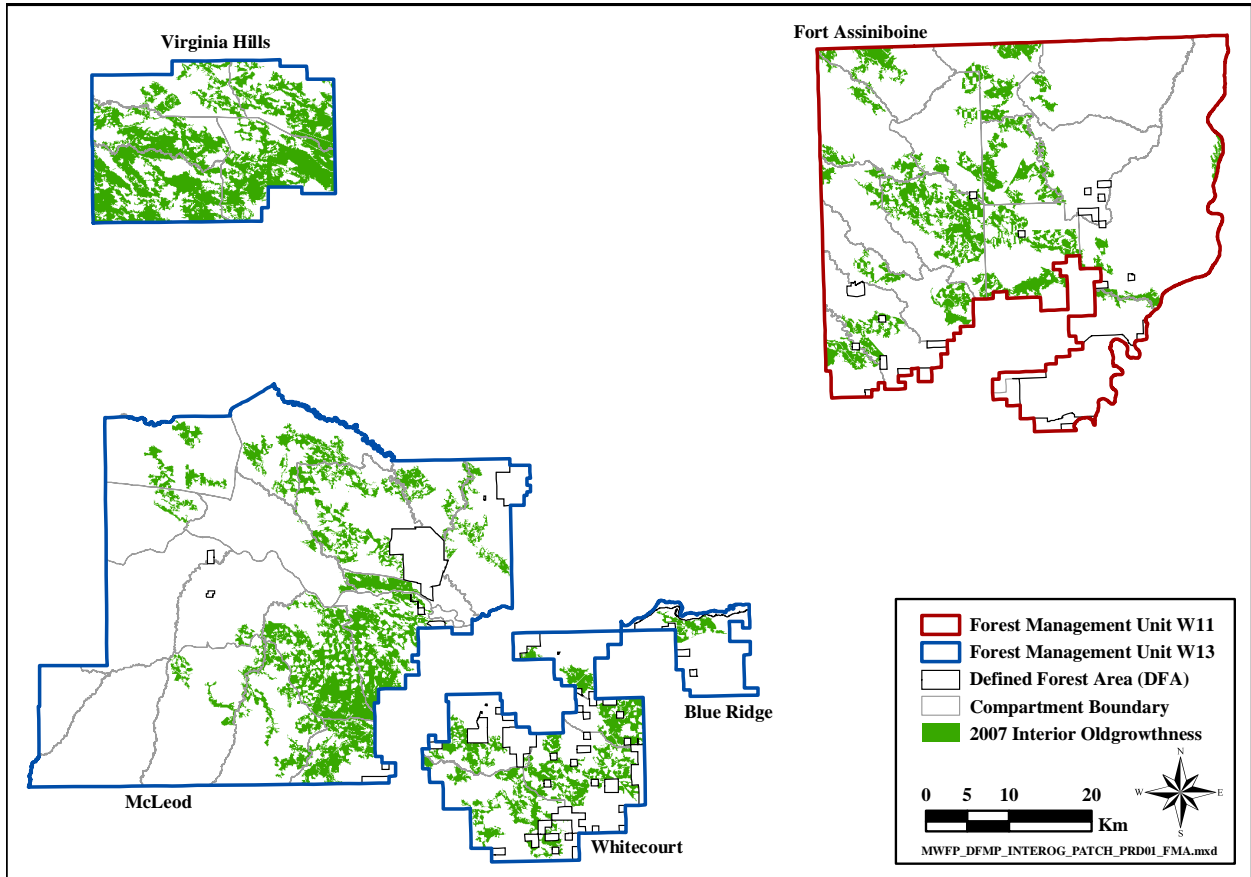 Virginia Hills
Fort Assiniboine
McLeod
Blue Ridge
Whitecourt
Forest Management Unit W11
Forest Management Unit W13
Defined Forest Area (DFA)
Compartment Boundary
2007 Interior Oldgrowthness
N
W E
S
0 5 10 20
Km
MWFP_DFMP_INTEROG_PATCH_PRD01_FMA.mxd